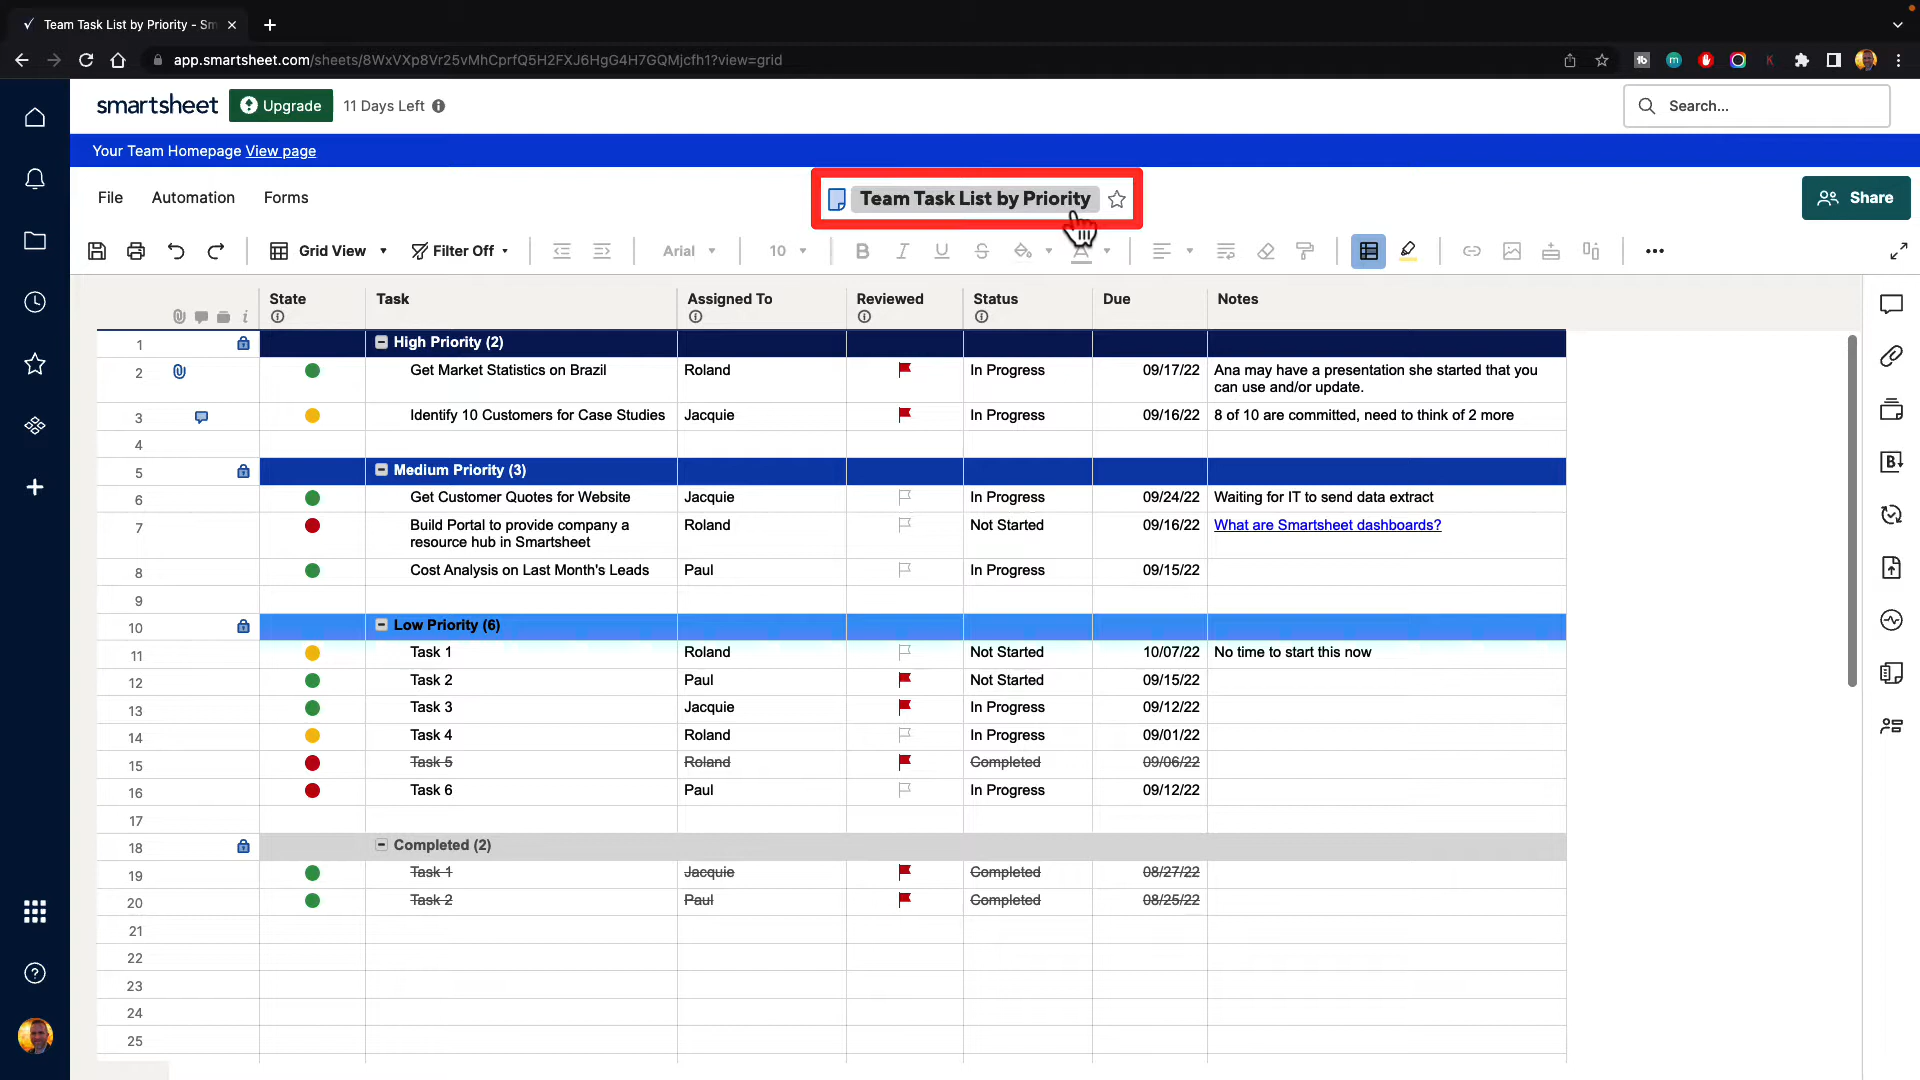 Team Task List by Priority - Sm
app.smartsheet.com/sheets/8WxVXp8Vr25vMhCprfQ5H2FXJ6HgG4H7GQMjcfh1?view=grid
smartsheet Upgrade 11 Days Left Search...
Your Team Homepage View page
File Automation Forms Team Task List by Priority Share
Grid View Filter Off Arial 10 B I U S A
State Task Assigned To Reviewed Status Due Notes
1 High Priority (2)
2 Get Market Statistics on Brazil Roland In Progress 09/17/22 Ana may have a presentation she started that you
can use and/or update.
3 Identify 10 Customers for Case Studies Jacquie In Progress 09/16/22 8 of 10 are committed, need to think of 2 more
4
5 Medium Priority (3)
6 Get Customer Quotes for Website Jacquie In Progress 09/24/22 Waiting for IT to send data extract
7 Build Portal to provide company a Roland Not Started 09/16/22 What are Smartsheet dashboards?
resource hub in Smartsheet
8 Cost Analysis on Last Month's Leads Paul In Progress 09/15/22
9
10 Low Priority (6)
11 Task 1 Roland Not Started 10/07/22 No time to start this now
12 Task 2 Paul Not Started 09/15/22
13 Task 3 Jacquie In Progress 09/12/22
14 Task 4 Roland In Progress 09/01/22
15 Task 5 Roland Completed 09/06/22
16 Task 6 Paul In Progress 09/12/22
17
18 Completed (2)
19 Task 1 Jacquie Completed 08/27/22
20 Task 2 Paul Completed 08/25/22
21
22
23
24
25